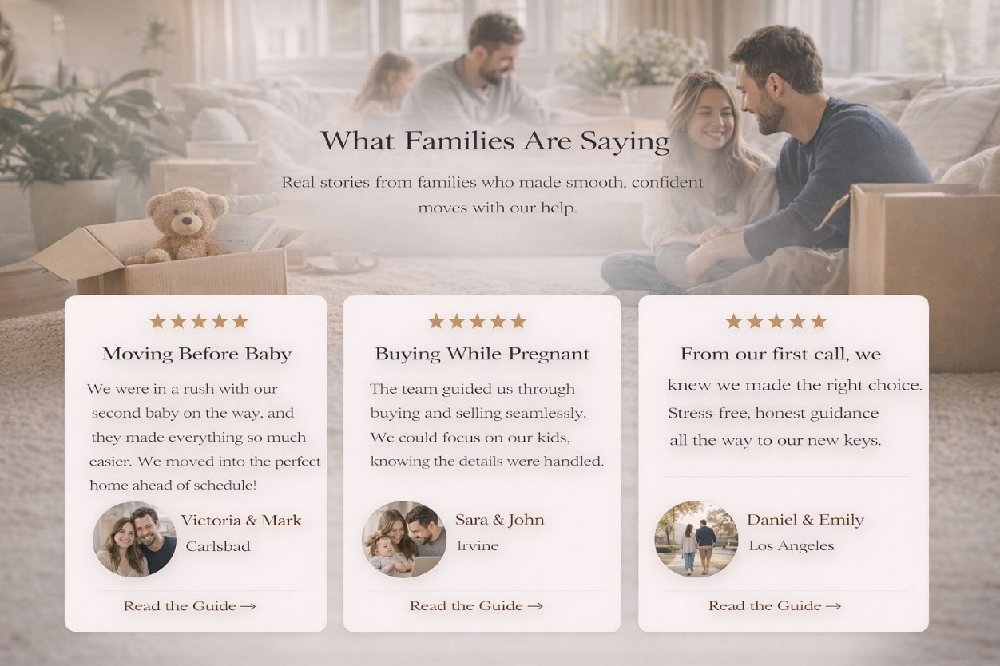 What Families Are Saying
Real stories from families who made smooth, confident
moves with our help.
★★★★★
Moving Before Baby
We were in a rush with our
second baby on the way, and
they made everything so much
easier. We moved into the perfect
home ahead of schedule!
Victoria & Mark
Carlsbad
Read the Guide →
★★★★★
Buying While Pregnant
The team guided us through
buying and selling seamlessly.
We could focus on our kids,
knowing the details were handled.
Sara & John
Irvine
Read the Guide →
★★★★★
From our first call, we
knew we made the right choice.
Stress-free, honest guidance
all the way to our new keys.
Daniel & Emily
Los Angeles
Read the Guide →